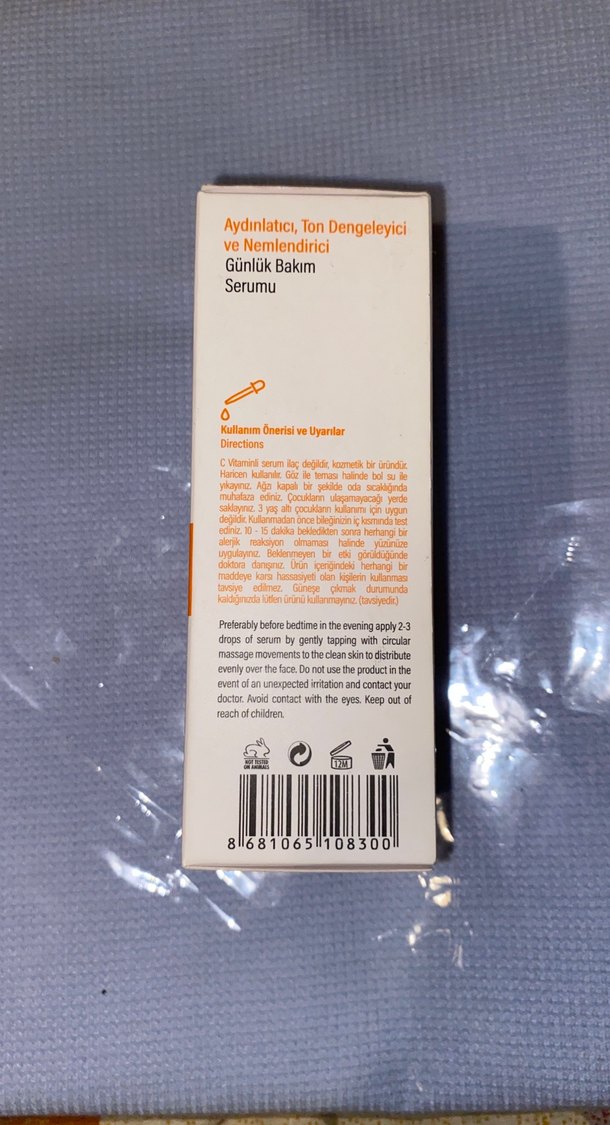 Aydınlatıcı, Ton Dengeleyici
ve Nemlendirici
Günlük Bakım
Serumu
Kullanım Önerisi ve Uyarılar
Directions
C Vitaminli serum ilaç değildir, kozmetik bir üründür.
Haricen kullanılır. Göz ile teması halinde bol su ile
yıkayınız. Ağzı kapalı bir şekilde oda sıcaklığında
muhafaza ediniz. Çocukların ulaşamayacağı yerde
saklayınız. 3 yaş altı çocukların kullanımı için uygun
değildir. Kullanmadan önce bileğinizin iç kısmında test
ediniz. 10 - 15 dakika bekledikten sonra herhangi bir
alerjik reaksiyon olmaması halinde yüzünüze
uygulayınız. Beklenmeyen bir etki görüldüğünde
doktora danışınız. Ürün içeriğindeki herhangi bir
maddeye karsı hassasiyeti olan kişilerin kullanması
tavsiye edilmez. Güneşe çıkmak durumunda
kaldığınızda lütfen ürünü kullanmayınız. (tavsiyedir.)
Preferably before bedtime in the evening apply 2-3
drops of serum by gently tapping with circular
massage movements to the clean skin to distribute
evenly over the face. Do not use the product in the
event of an unexpected irritation and contact your
doctor. Avoid contact with the eyes. Keep out of
reach of children.
NOT TESTED
ON ANIMALS
12M
8 681065 108300